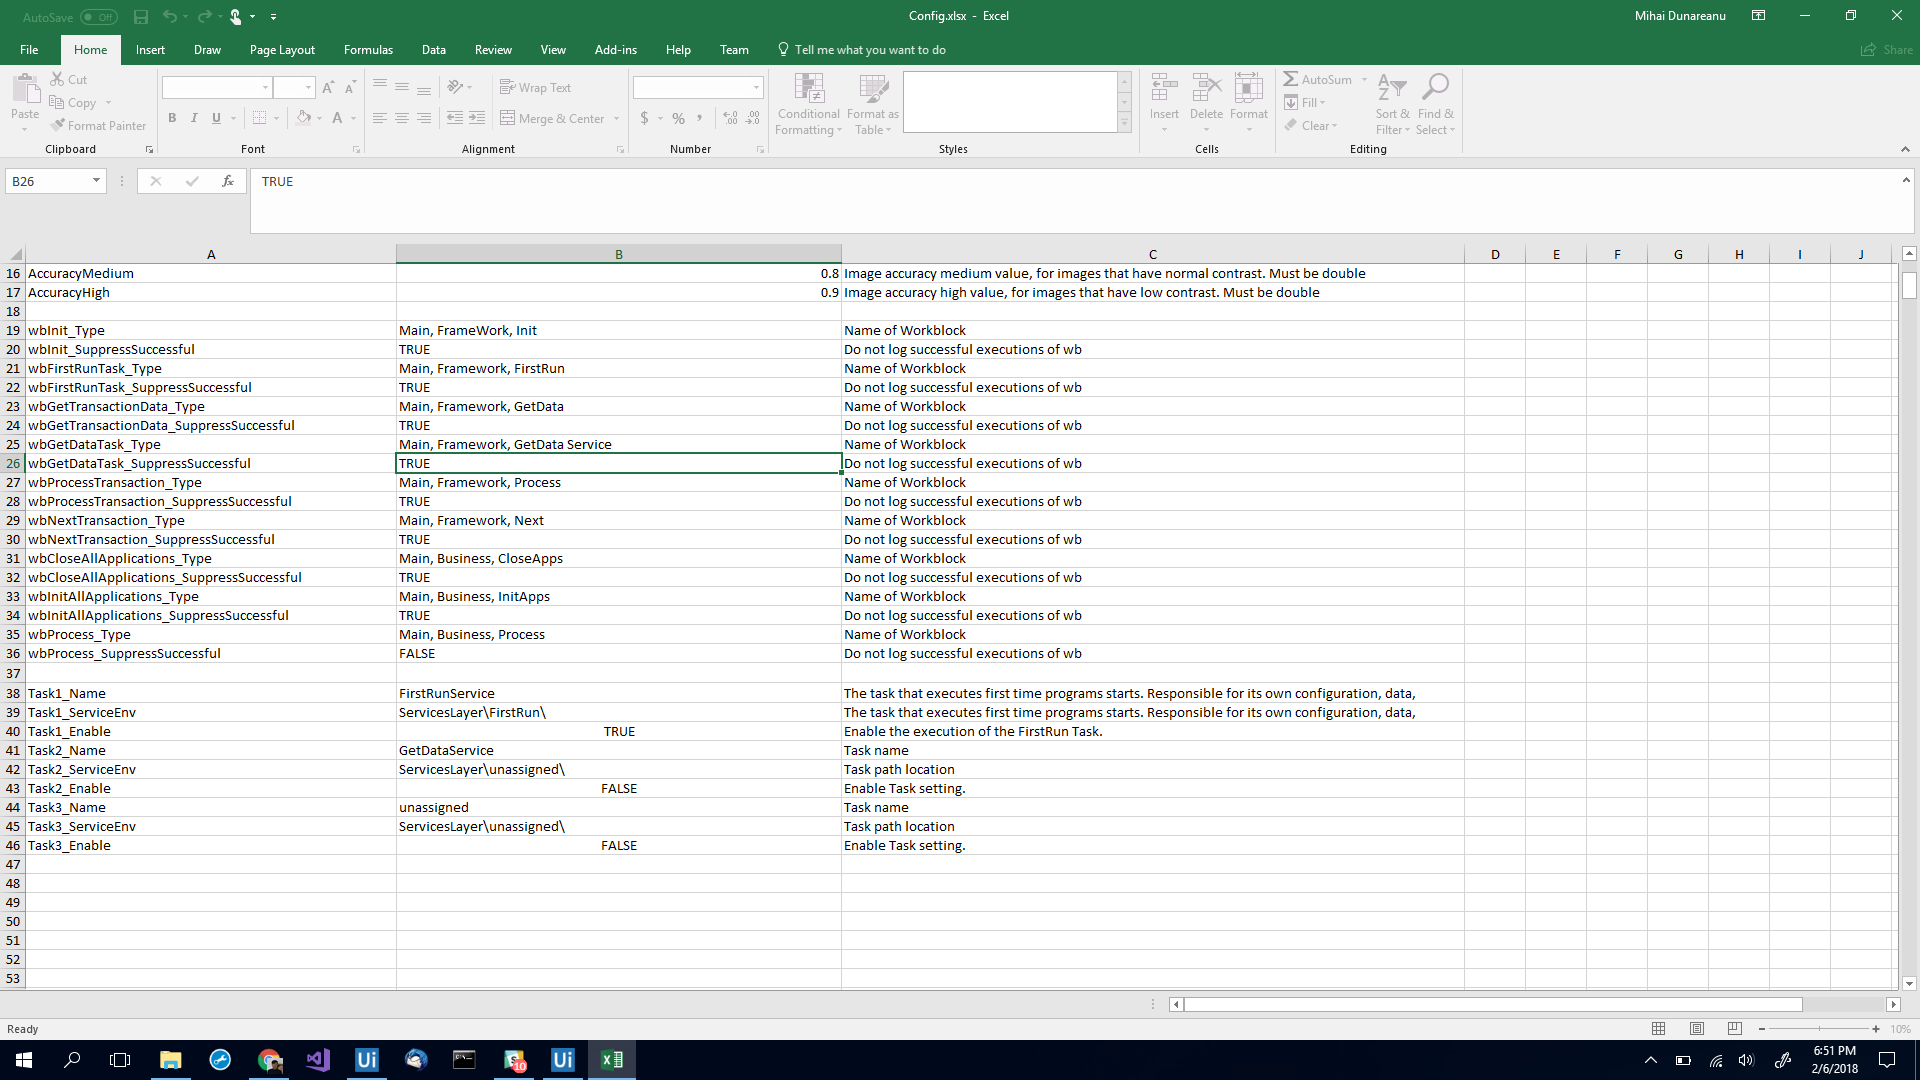 AutoSave Off
Config.xlsx - Excel
Mihai Dunareanu
File Home Insert Draw Page Layout Formulas Data Review View Add-ins Help Team Tell me what you want to do Share
Cut
Copy
Format Painter
Paste
Clipboard
B I U A
Font
Wrap Text
Merge & Center
Alignment
$ % ,
Number
Conditional Formatting
Format as Table
Styles
Insert Delete Format
Cells
AutoSum
Fill
Clear
Sort & Filter
Find & Select
Editing
B26 fx TRUE
A B C D E F G H I J
16 AccuracyMedium 0.8 Image accuracy medium value, for images that have normal contrast. Must be double
17 AccuracyHigh 0.9 Image accuracy high value, for images that have low contrast. Must be double
18
19 wbInit_Type Main, FrameWork, Init Name of Workblock
20 wbInit_SuppressSuccessful TRUE Do not log successful executions of wb
21 wbFirstRunTask_Type Main, Framework, FirstRun Name of Workblock
22 wbFirstRunTask_SuppressSuccessful TRUE Do not log successful executions of wb
23 wbGetTransactionData_Type Main, Framework, GetData Name of Workblock
24 wbGetTransactionData_SuppressSuccessful TRUE Do not log successful executions of wb
25 wbGetDataTask_Type Main, Framework, GetData Service Name of Workblock
26 wbGetDataTask_SuppressSuccessful TRUE Do not log successful executions of wb
27 wbProcessTransaction_Type Main, Framework, Process Name of Workblock
28 wbProcessTransaction_SuppressSuccessful TRUE Do not log successful executions of wb
29 wbNextTransaction_Type Main, Framework, Next Name of Workblock
30 wbNextTransaction_SuppressSuccessful TRUE Do not log successful executions of wb
31 wbCloseAllApplications_Type Main, Business, CloseApps Name of Workblock
32 wbCloseAllApplications_SuppressSuccessful TRUE Do not log successful executions of wb
33 wbInitAllApplications_Type Main, Business, InitApps Name of Workblock
34 wbInitAllApplications_SuppressSuccessful TRUE Do not log successful executions of wb
35 wbProcess_Type Main, Business, Process Name of Workblock
36 wbProcess_SuppressSuccessful FALSE Do not log successful executions of wb
37
38 Task1_Name FirstRunService The task that executes first time programs starts. Responsible for its own configuration, data,
39 Task1_ServiceEnv ServicesLayer\FirstRun\ The task that executes first time programs starts. Responsible for its own configuration, data,
40 Task1_Enable TRUE Enable the execution of the FirstRun Task.
41 Task2_Name GetDataService Task name
42 Task2_ServiceEnv ServicesLayer\unassigned\ Task path location
43 Task2_Enable FALSE Enable Task setting.
44 Task3_Name unassigned Task name
45 Task3_ServiceEnv ServicesLayer\unassigned\ Task path location
46 Task3_Enable FALSE Enable Task setting.
47
48
49
50
51
52
53
Ready
10%
Ui Ui
10
6:51 PM
2/6/2018